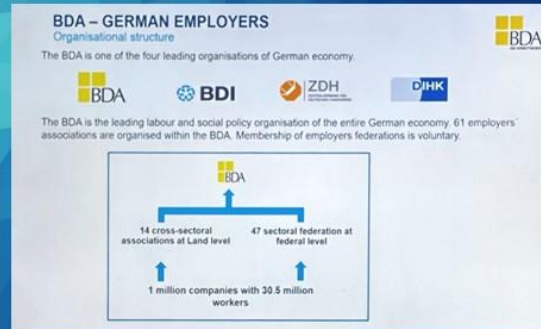 BDA – GERMAN EMPLOYERS
Organisational structure
BDA
The BDA is one of the four leading organisations of German economy.
BDA
BDI
ZDH
DIHK
The BDA is the leading labour and social policy organisation of the entire German economy. 61 employers´
associations are organised within the BDA. Membership of employers federations is voluntary.
BDA
14 cross-sectoral
associations at Land level
47 sectoral federation at
federal level
1 million companies with 30.5 million
workers